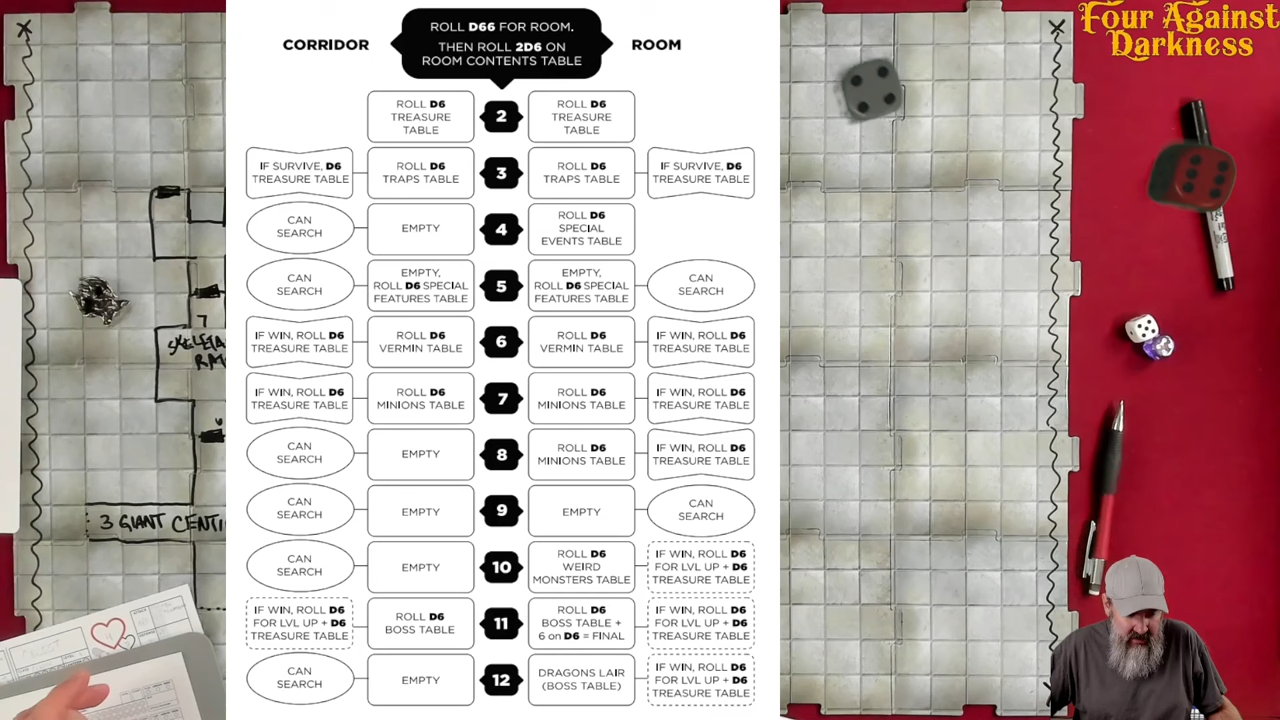 Four Against
Darkness
CORRIDOR
ROLL D66 FOR ROOM.
THEN ROLL 2D6 ON
ROOM CONTENTS TABLE
ROOM
ROLL D6
TREASURE
TABLE
2
ROLL D6
TREASURE
TABLE
IF SURVIVE, D6
TREASURE TABLE
ROLL D6
TRAPS TABLE
3
ROLL D6
TRAPS TABLE
IF SURVIVE, D6
TREASURE TABLE
CAN
SEARCH
EMPTY
4
ROLL D6
SPECIAL
EVENTS TABLE
CAN
SEARCH
EMPTY,
ROLL D6 SPECIAL
FEATURES TABLE
5
EMPTY,
ROLL D6 SPECIAL
FEATURES TABLE
CAN
SEARCH
IF WIN, ROLL D6
TREASURE TABLE
ROLL D6
VERMIN TABLE
6
ROLL D6
VERMIN TABLE
IF WIN, ROLL D6
TREASURE TABLE
IF WIN, ROLL D6
TREASURE TABLE
ROLL D6
MINIONS TABLE
7
ROLL D6
MINIONS TABLE
IF WIN, ROLL D6
TREASURE TABLE
CAN
SEARCH
EMPTY
8
ROLL D6
MINIONS TABLE
IF WIN, ROLL D6
TREASURE TABLE
CAN
SEARCH
EMPTY
9
EMPTY
CAN
SEARCH
CAN
SEARCH
EMPTY
10
ROLL D6
WEIRD
MONSTERS TABLE
IF WIN, ROLL D6
FOR LVL UP + D6
TREASURE TABLE
IF WIN, ROLL D6
FOR LVL UP + D6
TREASURE TABLE
ROLL D6
BOSS TABLE
11
ROLL D6
BOSS TABLE +
6 on D6 = FINAL
IF WIN, ROLL D6
FOR LVL UP + D6
TREASURE TABLE
CAN
SEARCH
EMPTY
12
DRAGONS LAIR
(BOSS TABLE)
IF WIN, ROLL D6
FOR LVL UP + D6
TREASURE TABLE
7
3 GIANT